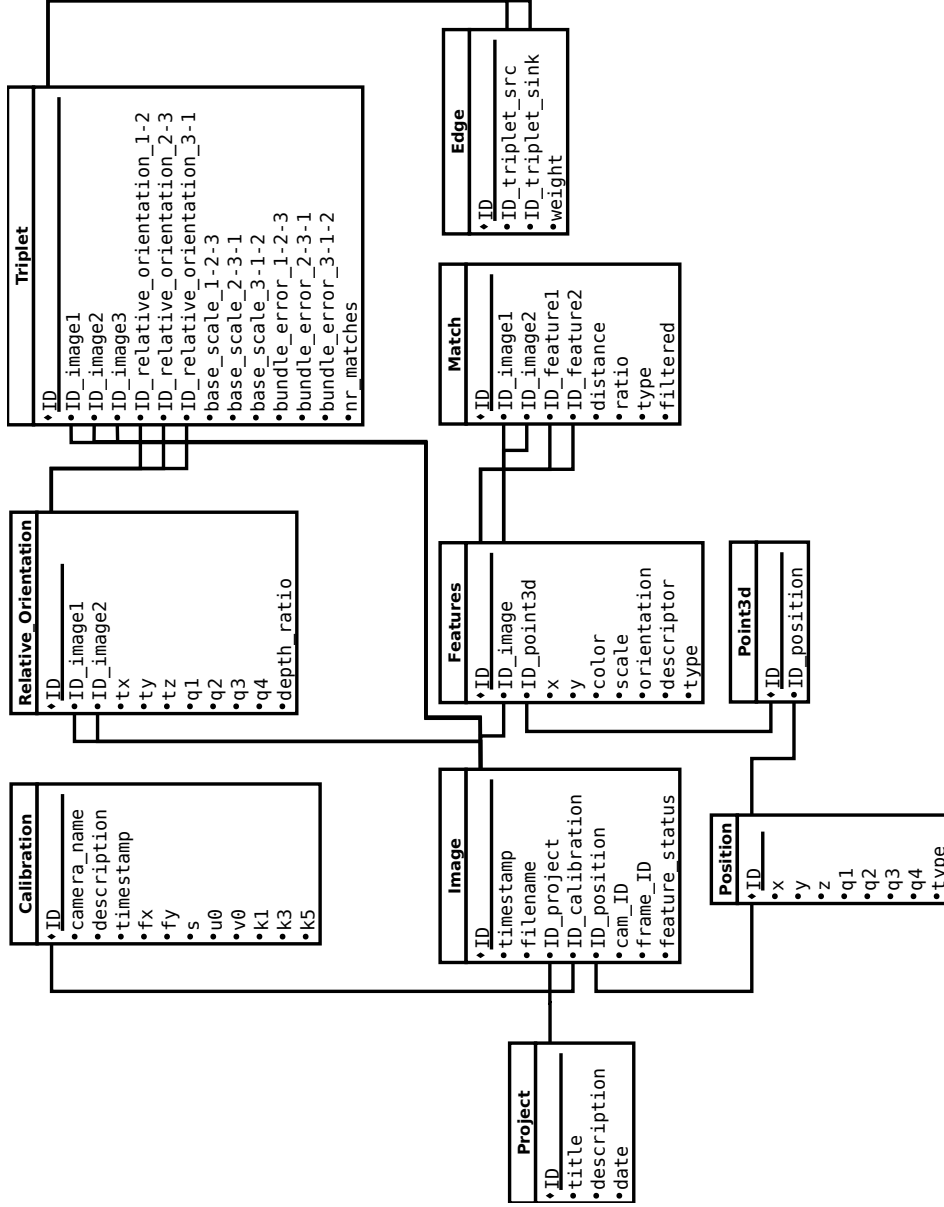 Calibration
ID
camera_name
description
timestamp
fx
fy
s
u0
v0
k1
k3
k5
Relative_Orientation
ID
ID_image1
ID_image2
tx
ty
tz
q1
q2
q3
q4
depth_ratio
Triplet
ID
ID_image1
ID_image2
ID_image3
ID_relative_orientation_1-2
ID_relative_orientation_2-3
ID_relative_orientation_3-1
base_scale_1-2-3
base_scale_2-3-1
base_scale_3-1-2
bundle_error_1-2-3
bundle_error_2-3-1
bundle_error_3-1-2
nr_matches
Project
ID
title
description
date
Image
ID
timestamp
filename
ID_project
ID_calibration
ID_position
cam_ID
frame_ID
feature_status
Features
ID
ID_image
ID_point3d
x
y
color
scale
orientation
descriptor
type
Match
ID
ID_image1
ID_image2
ID_feature1
ID_feature2
distance
ratio
type
filtered
Edge
ID
ID_triplet_src
ID_triplet_sink
weight
Position
ID
x
y
z
q1
q2
q3
q4
type
Point3d
ID
ID_position